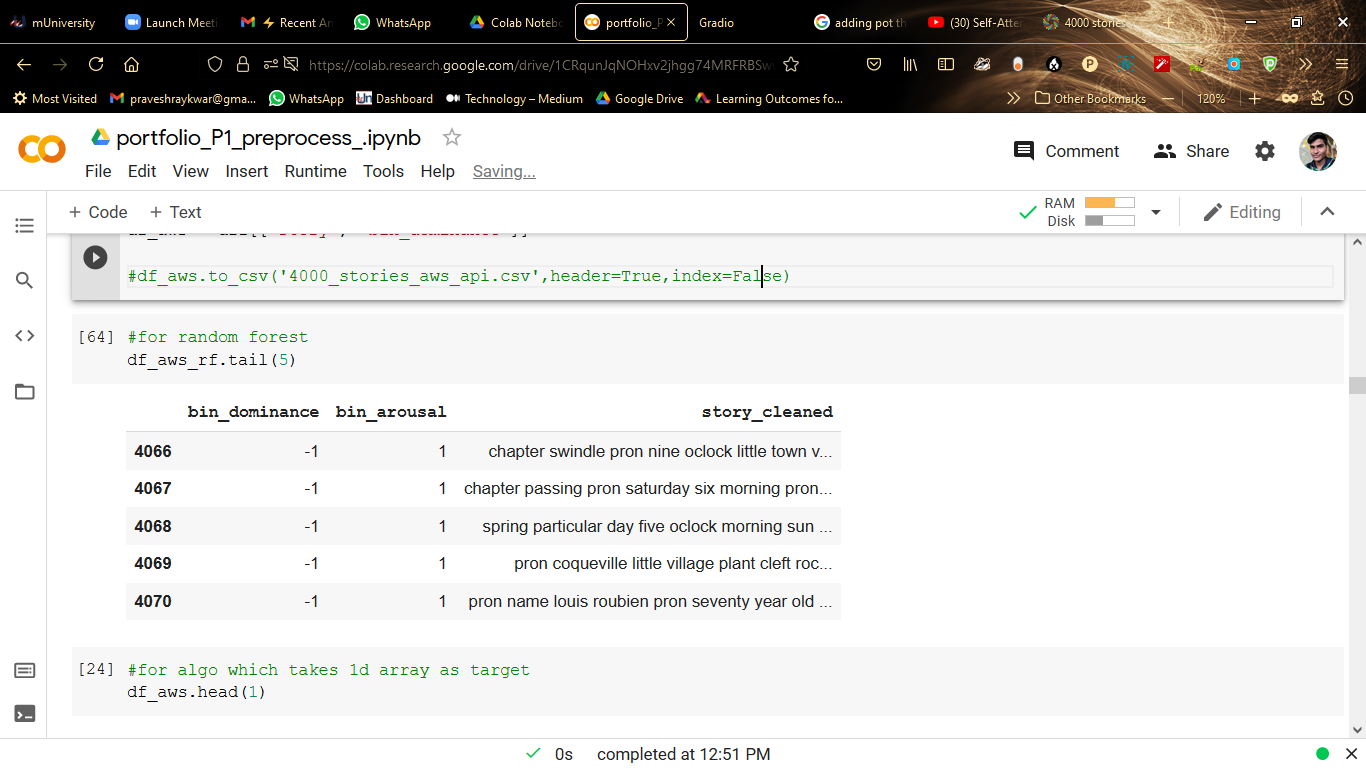 mUniversity
Launch Meeti
Recent An
WhatsApp
Colab Notebo
portfolio_P
Gradio
adding pot th
(30) Self-Atte
4000 stories
https://colab.research.google.com/drive/1CRqunJqNOHxv2jhgg74MRFRBSw
Most Visited
praveshraykwar@gma...
WhatsApp
Dashboard
Technology – Medium
Google Drive
Learning Outcomes fo...
Other Bookmarks
120%
portfolio_P1_preprocess_.ipynb
Comment
Share
File Edit View Insert Runtime Tools Help Saving...
+ Code + Text
RAM
Disk
Editing
#df_aws.to_csv('4000_stories_aws_api.csv',header=True,index=False)
[64] #for random forest
df_aws_rf.tail(5)
bin_dominance bin_arousal story_cleaned
4066 -1 1 chapter swindle pron nine oclock little town v...
4067 -1 1 chapter passing pron saturday six morning pron...
4068 -1 1 spring particular day five oclock morning sun ...
4069 -1 1 pron coqueville little village plant cleft roc...
4070 -1 1 pron name louis roubien pron seventy year old ...
[24] #for algo which takes 1d array as target
df_aws.head(1)
0s completed at 12:51 PM